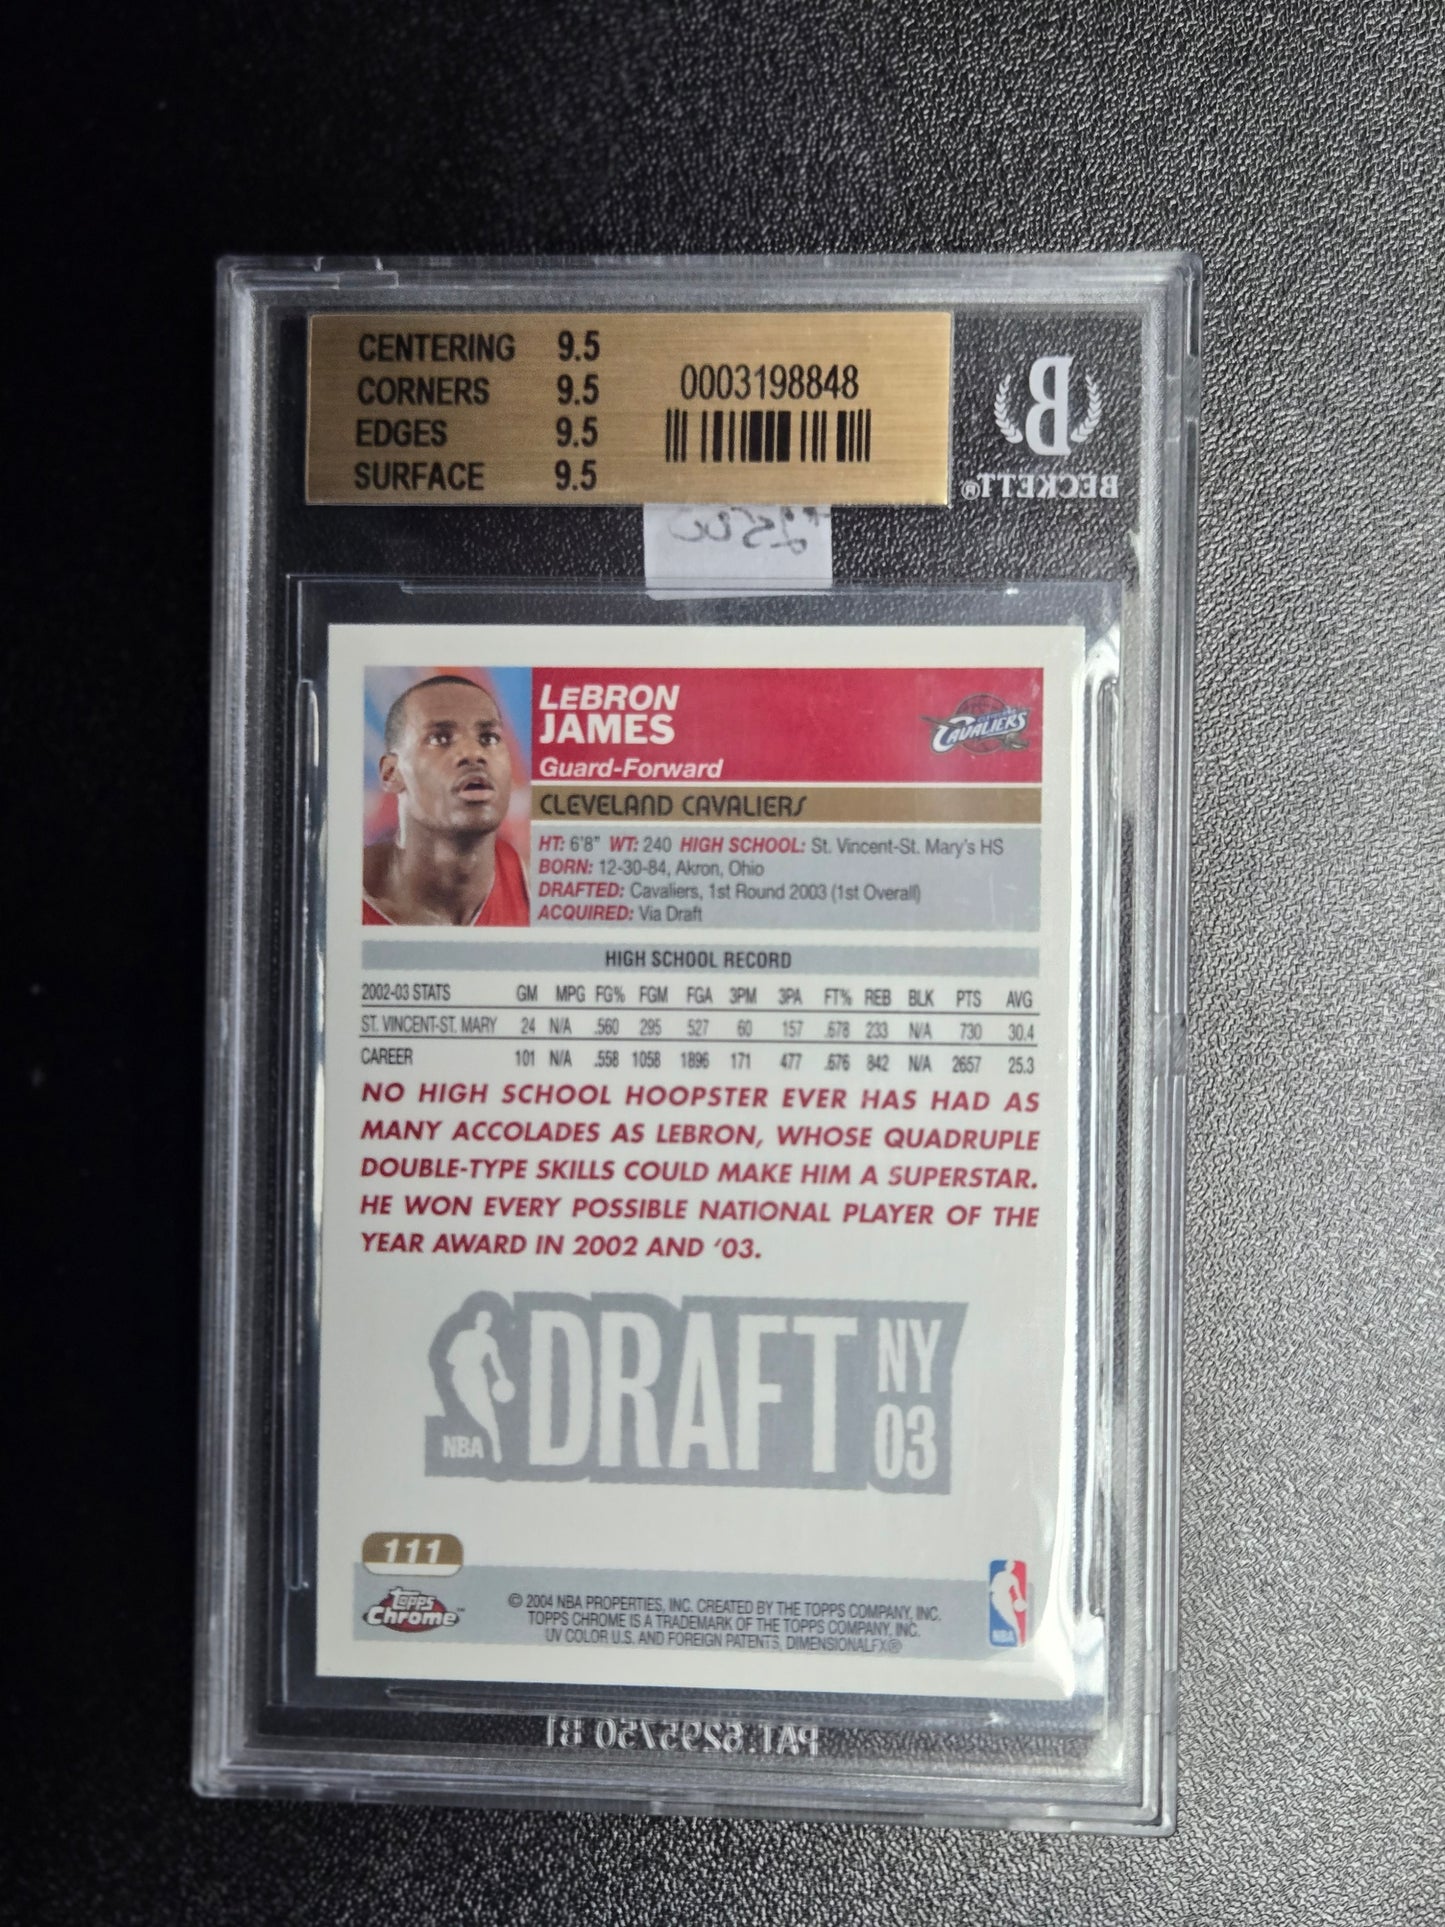 CENTERING 9.5
CORNERS 9.5
EDGES 9.5
SURFACE 9.5
0003198848
B
BECKETT®
LEBRON
JAMES
Guard-Forward
CAVALIERS
CLEVELAND CAVALIERS
HT: 6'8" WT: 240 HIGH SCHOOL: St. Vincent-St. Mary's HS
BORN: 12-30-84, Akron, Ohio
DRAFTED: Cavaliers, 1st Round 2003 (1st Overall)
ACQUIRED: Via Draft
HIGH SCHOOL RECORD
2002-03 STATS GM MPG FG% FGM FGA 3PM 3PA FT% REB BLK PTS AVG
ST. VINCENT-ST. MARY 24 N/A .560 295 527 60 157 .678 233 N/A 730 30.4
CAREER 101 N/A .558 1058 1896 171 477 .676 842 N/A 2657 25.3
NO HIGH SCHOOL HOOPSTER EVER HAS HAD AS
MANY ACCOLADES AS LEBRON, WHOSE QUADRUPLE
DOUBLE-TYPE SKILLS COULD MAKE HIM A SUPERSTAR.
HE WON EVERY POSSIBLE NATIONAL PLAYER OF THE
YEAR AWARD IN 2002 AND '03.
NBA DRAFT NY 03
111
Topps Chrome™
© 2004 NBA PROPERTIES, INC. CREATED BY THE TOPPS COMPANY, INC.
TOPPS CHROME IS A TRADEMARK OF THE TOPPS COMPANY, INC.
UV COLOR U.S. AND FOREIGN PATENTS, DIMENSIONALFX®
NBA
PAT. 5295750 B1